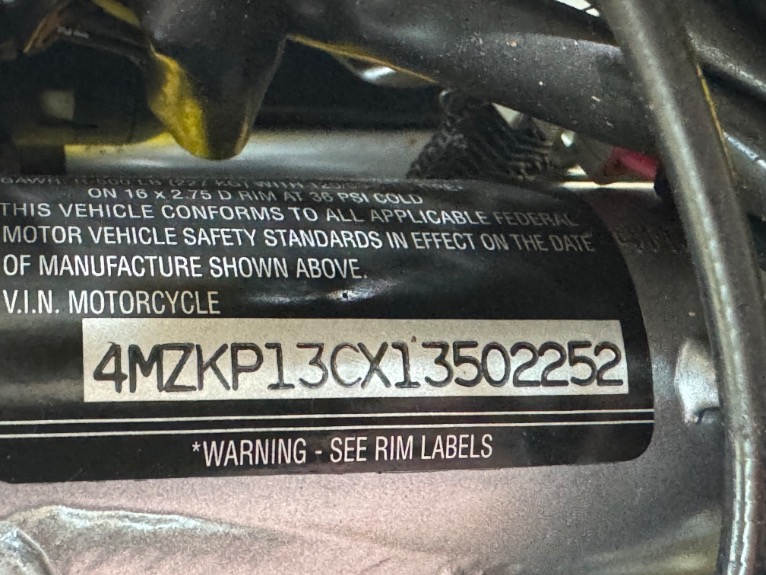 ON 16 x 2.75 D RIM AT 36 PSI COLD
THIS VEHICLE CONFORMS TO ALL APPLICABLE FEDERAL
MOTOR VEHICLE SAFETY STANDARDS IN EFFECT ON THE DATE
OF MANUFACTURE SHOWN ABOVE.
V.I.N. MOTORCYCLE
4MZKP13CX13502252
*WARNING - SEE RIM LABELS